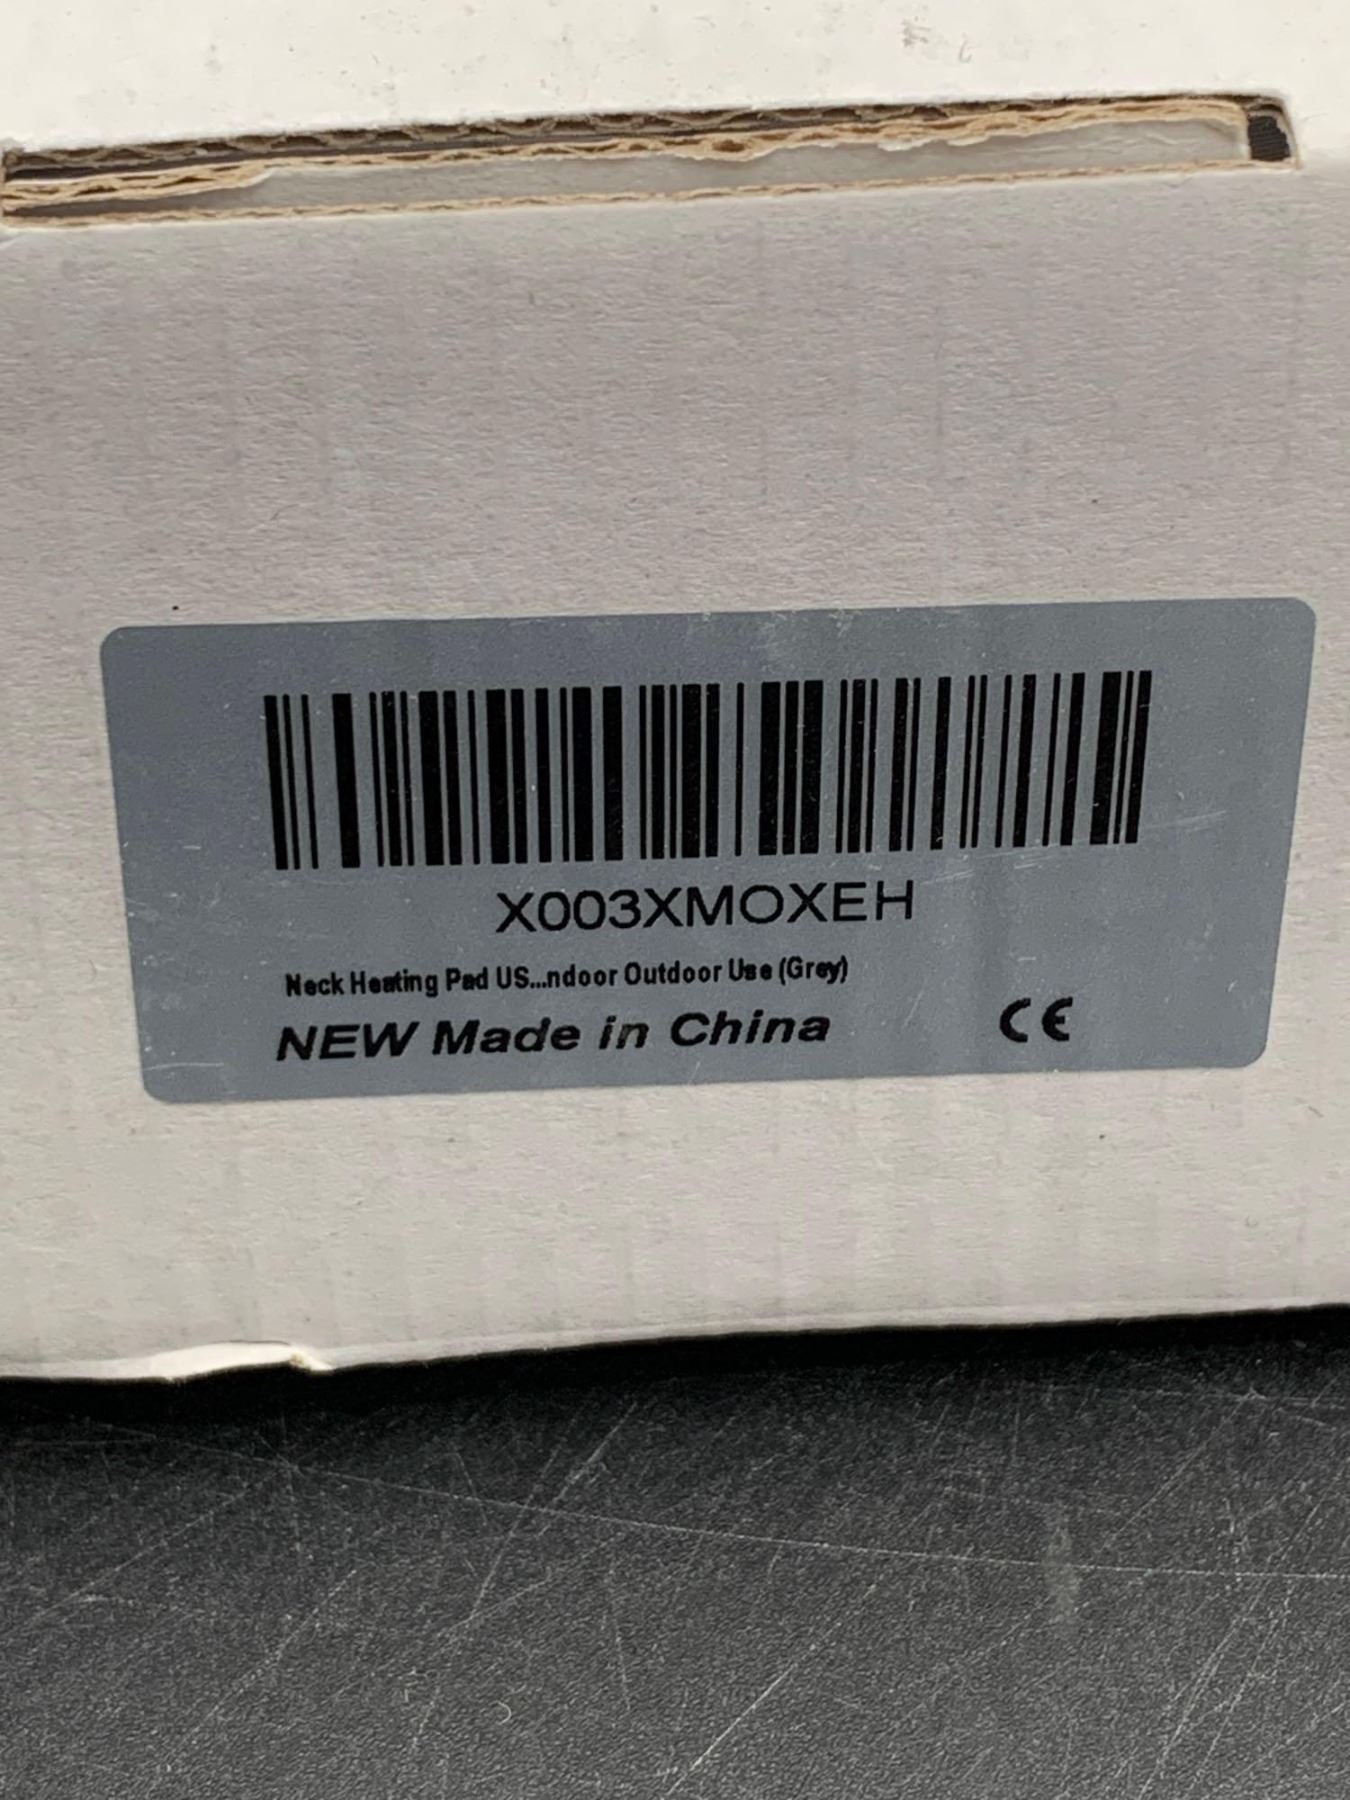 X003XMOXEH
Neck Heating Pad US...ndoor Outdoor Use (Grey)
NEW Made in China
CE